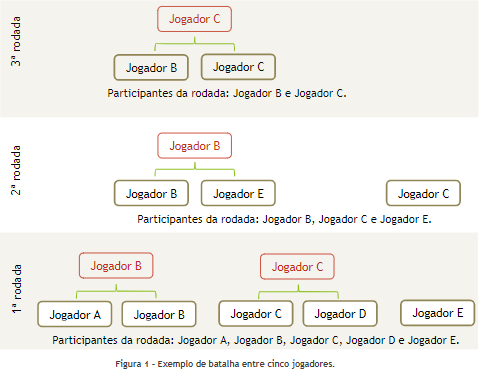 3ª rodada
Jogador C
Jogador B
Jogador C
Participantes da rodada: Jogador B e Jogador C.
2ª rodada
Jogador B
Jogador B
Jogador E
Jogador C
Participantes da rodada: Jogador B, Jogador C e Jogador E.
1ª rodada
Jogador B
Jogador C
Jogador A
Jogador B
Jogador C
Jogador D
Jogador E
Participantes da rodada: Jogador A, Jogador B, Jogador C, Jogador D e Jogador E.
Figura 1 - Exemplo de batalha entre cinco jogadores.